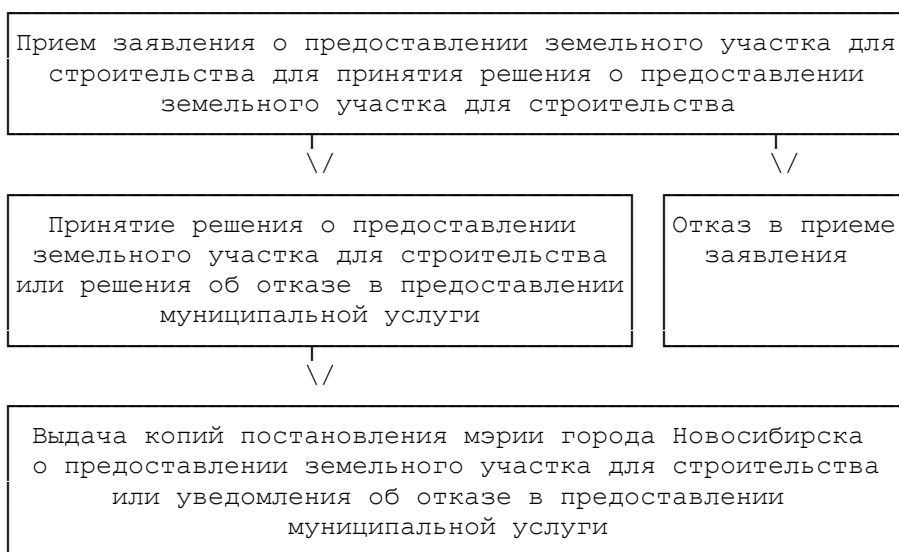 Прием заявления о предоставлении земельного участка для
строительства для принятия решения о предоставлении
земельного участка для строительства
\/
\/
Принятие решения о предоставлении
земельного участка для строительства
или решения об отказе в предоставлении
муниципальной услуги
Отказ в приеме
заявления
\/
Выдача копий постановления мэрии города Новосибирска
о предоставлении земельного участка для строительства
или уведомления об отказе в предоставлении
муниципальной услуги